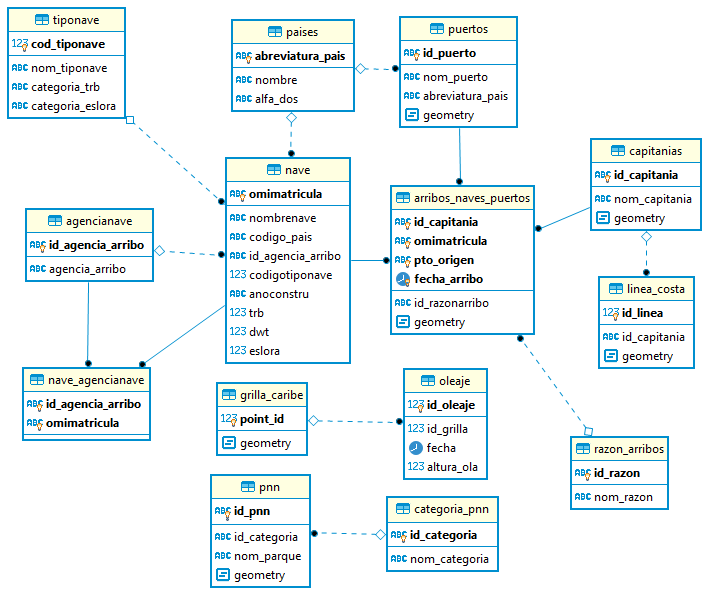 tiponave
123 cod_tiponave
ABC nom_tiponave
ABC categoria_trb
ABC categoria_eslora
paises
ABC abreviatura_pais
ABC nombre
ABC alfa_dos
puertos
ABC id_puerto
ABC nom_puerto
ABC abreviatura_pais
geometry
nave
ABC omimatricula
ABC nombrenave
ABC codigo_pais
ABC id_agencia_arribo
123 codigotiponave
ABC anoconstru
123 trb
123 dwt
123 eslora
arribos_naves_puertos
ABC id_capitania
ABC omimatricula
ABC pto_origen
fecha_arribo
ABC id_razonarribo
geometry
capitanias
ABC id_capitania
ABC nom_capitania
geometry
agencianave
ABC id_agencia_arribo
ABC agencia_arribo
linea_costa
123 id_linea
ABC id_capitania
geometry
nave_agencianave
ABC id_agencia_arribo
ABC omimatricula
grilla_caribe
123 point_id
geometry
oleaje
123 id_oleaje
123 id_grilla
fecha
123 altura_ola
razon_arribos
ABC id_razon
ABC nom_razon
pnn
ABC id_pnn
ABC id_categoria
ABC nom_parque
geometry
categoria_pnn
ABC id_categoria
ABC nom_categoria